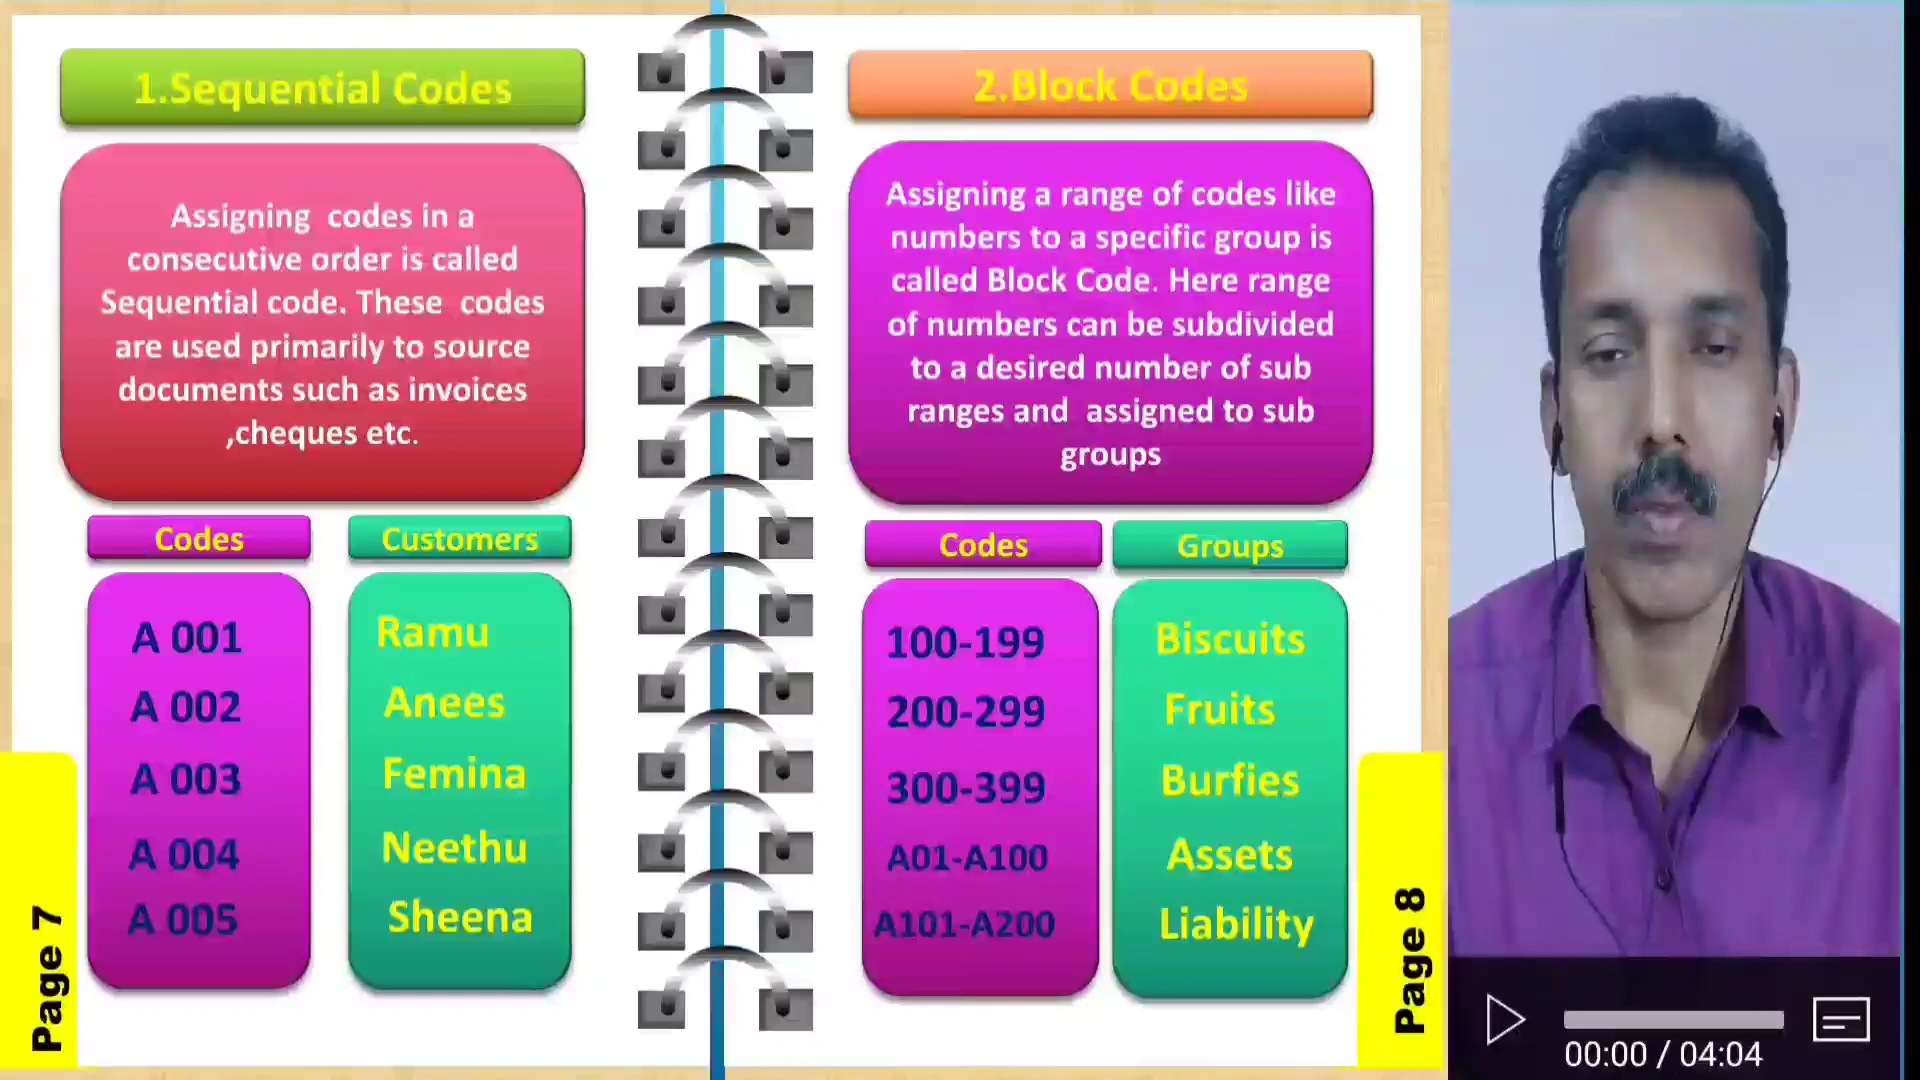 1.Sequential Codes
Assigning codes in a
consecutive order is called
Sequential code. These codes
are used primarily to source
documents such as invoices
,cheques etc.
Codes
Customers
A 001
Ramu
A 002
Anees
A 003
Femina
A 004
Neethu
A 005
Sheena
Page 7
2.Block Codes
Assigning a range of codes like
numbers to a specific group is
called Block Code. Here range
of numbers can be subdivided
to a desired number of sub
ranges and assigned to sub
groups
Codes
Groups
100-199
Biscuits
200-299
Fruits
300-399
Burfies
A01-A100
Assets
A101-A200
Liability
Page 8
00:00 / 04:04